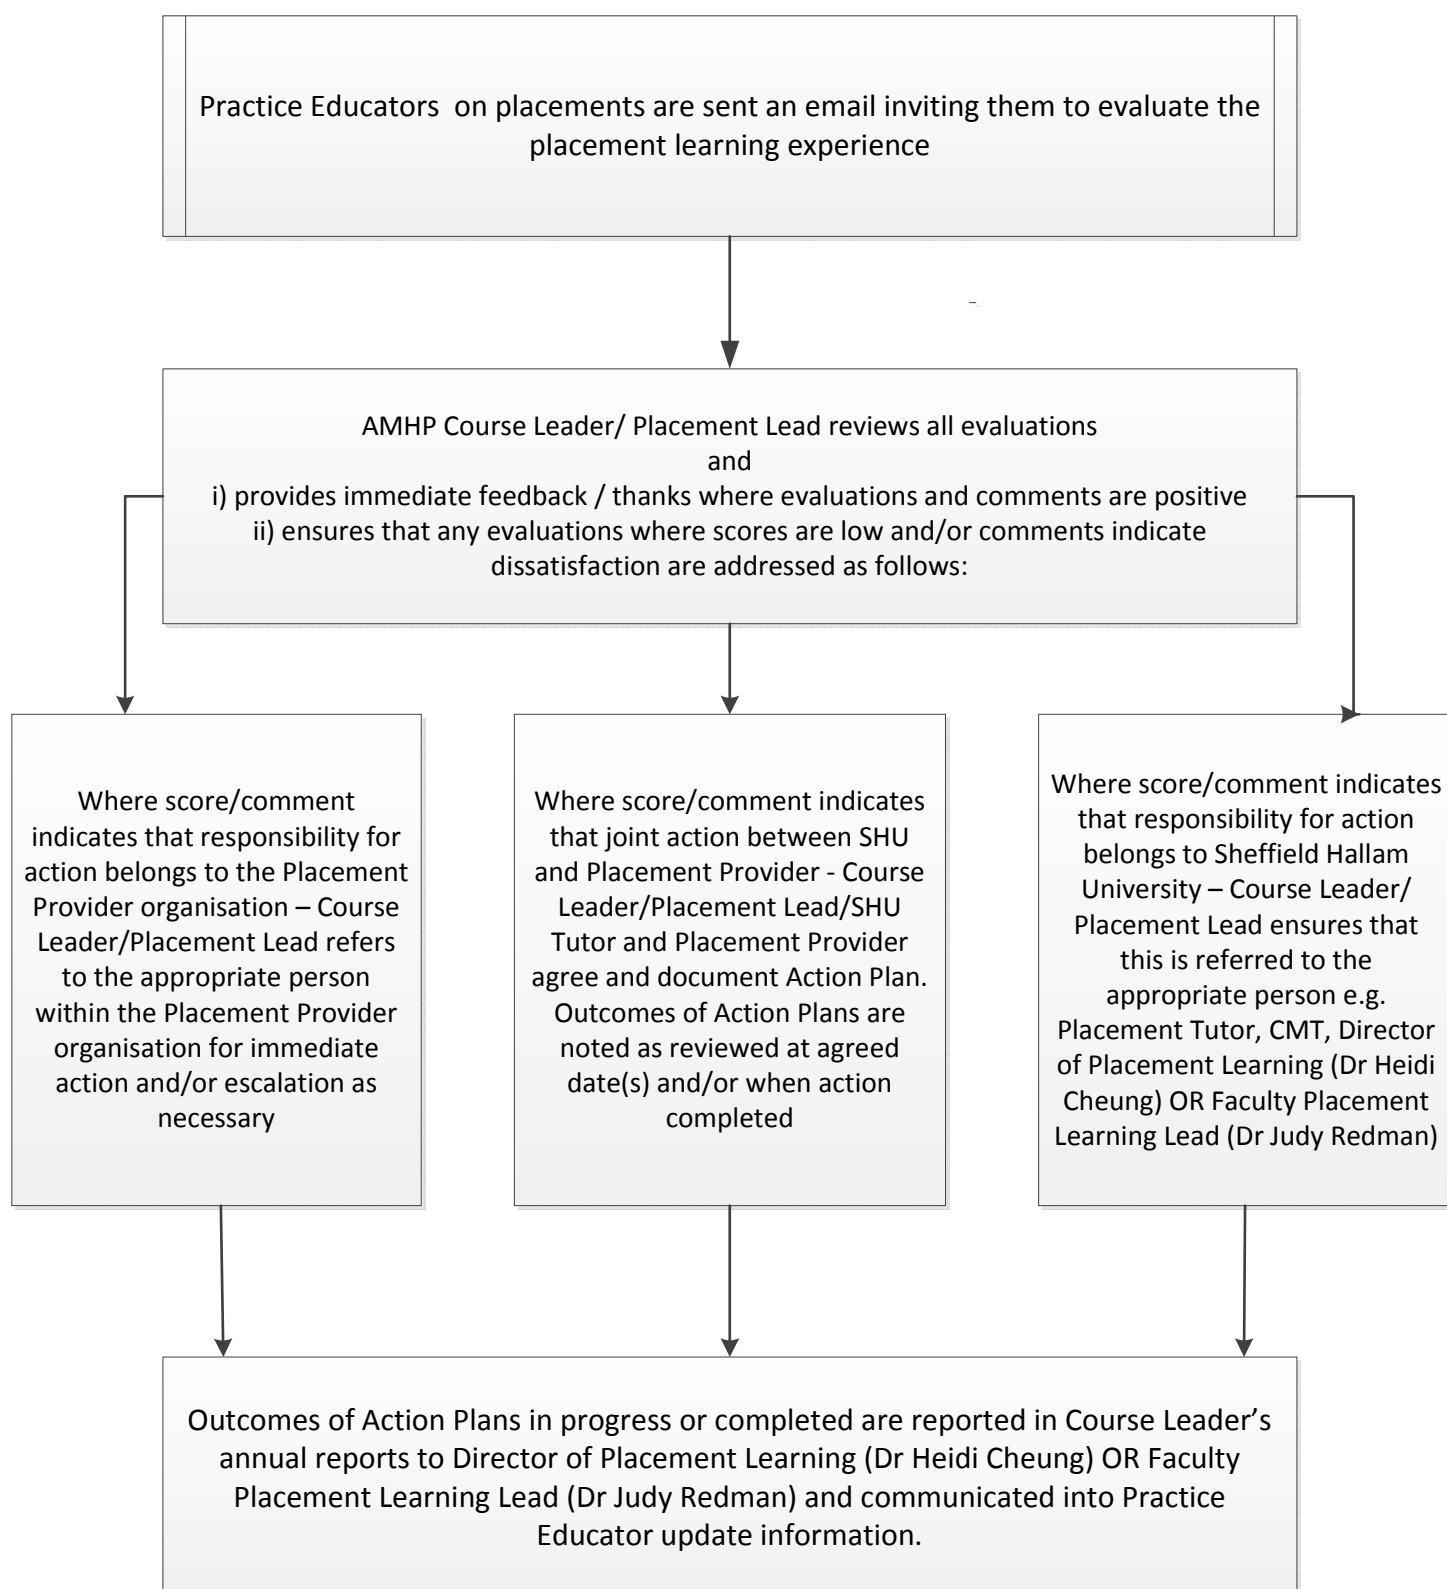 Practice Educators  on placements are sent an email inviting them to evaluate the
placement learning experience
AMHP Course Leader/ Placement Lead reviews all evaluations
and
i) provides immediate feedback / thanks where evaluations and comments are positive
ii) ensures that any evaluations where scores are low and/or comments indicate
dissatisfaction are addressed as follows:
Where score/comment
indicates that responsibility for
action belongs to the Placement
Provider organisation – Course
Leader/Placement Lead refers
to the appropriate person
within the Placement Provider
organisation for immediate
action and/or escalation as
necessary
Where score/comment indicates
that joint action between SHU
and Placement Provider - Course
Leader/Placement Lead/SHU
Tutor and Placement Provider
agree and document Action Plan.
Outcomes of Action Plans are
noted as reviewed at agreed
date(s) and/or when action
completed
Where score/comment indicates
that responsibility for action
belongs to Sheffield Hallam
University – Course Leader/
Placement Lead ensures that
this is referred to the
appropriate person e.g.
Placement Tutor, CMT, Director
of Placement Learning (Dr Heidi
Cheung) OR Faculty Placement
Learning Lead (Dr Judy Redman)
Outcomes of Action Plans in progress or completed are reported in Course Leader’s
annual reports to Director of Placement Learning (Dr Heidi Cheung) OR Faculty
Placement Learning Lead (Dr Judy Redman) and communicated into Practice
Educator update information.